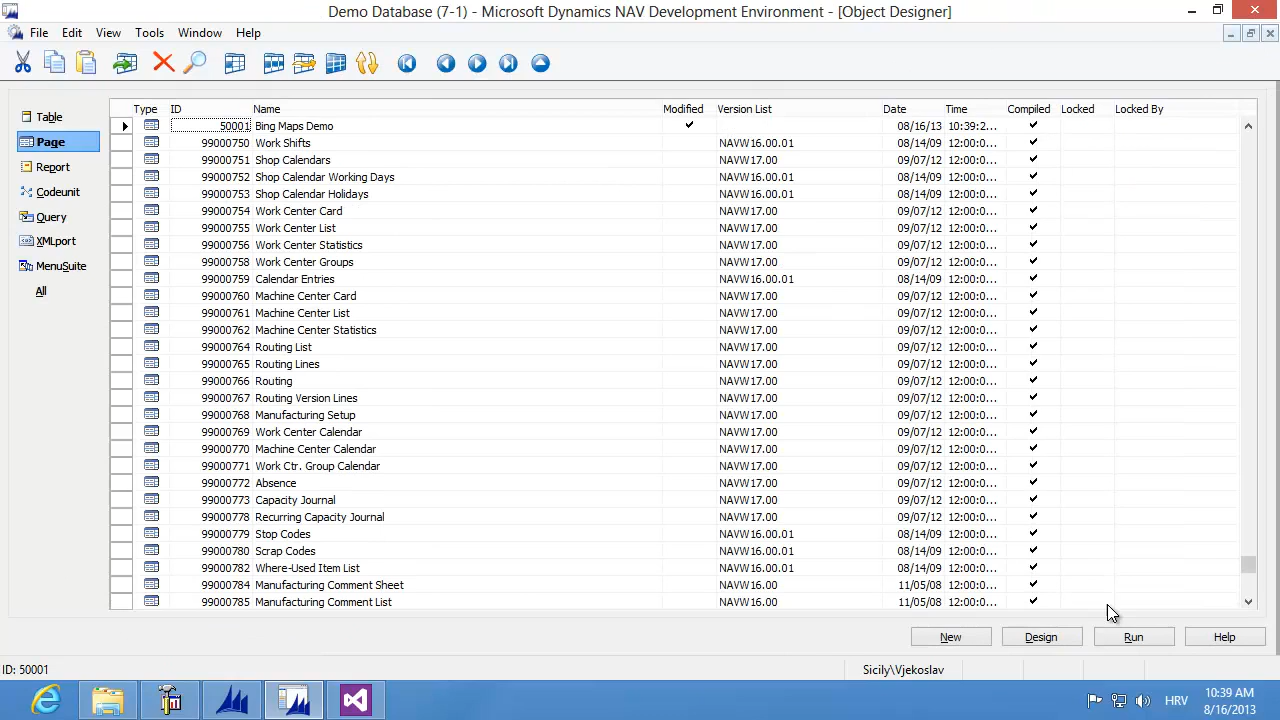 Demo Database (7-1) - Microsoft Dynamics NAV Development Environment - [Object Designer]
File Edit View Tools Window Help
Type ID Name Modified Version List Date Time Compiled Locked Locked By
Table
Page
Report
Codeunit
Query
XMLport
MenuSuite
All
50001 Bing Maps Demo 08/16/13 10:39:2...
99000750 Work Shifts NAVW16.00.01 08/14/09 12:00:0...
99000751 Shop Calendars NAVW17.00 09/07/12 12:00:0...
99000752 Shop Calendar Working Days NAVW16.00.01 08/14/09 12:00:0...
99000753 Shop Calendar Holidays NAVW16.00.01 08/14/09 12:00:0...
99000754 Work Center Card NAVW17.00 09/07/12 12:00:0...
99000755 Work Center List NAVW17.00 09/07/12 12:00:0...
99000756 Work Center Statistics NAVW17.00 09/07/12 12:00:0...
99000758 Work Center Groups NAVW17.00 09/07/12 12:00:0...
99000759 Calendar Entries NAVW16.00.01 08/14/09 12:00:0...
99000760 Machine Center Card NAVW17.00 09/07/12 12:00:0...
99000761 Machine Center List NAVW17.00 09/07/12 12:00:0...
99000762 Machine Center Statistics NAVW17.00 09/07/12 12:00:0...
99000764 Routing List NAVW17.00 09/07/12 12:00:0...
99000765 Routing Lines NAVW17.00 09/07/12 12:00:0...
99000766 Routing NAVW17.00 09/07/12 12:00:0...
99000767 Routing Version Lines NAVW17.00 09/07/12 12:00:0...
99000768 Manufacturing Setup NAVW17.00 09/07/12 12:00:0...
99000769 Work Center Calendar NAVW17.00 09/07/12 12:00:0...
99000770 Machine Center Calendar NAVW17.00 09/07/12 12:00:0...
99000771 Work Ctr. Group Calendar NAVW17.00 09/07/12 12:00:0...
99000772 Absence NAVW17.00 09/07/12 12:00:0...
99000773 Capacity Journal NAVW17.00 09/07/12 12:00:0...
99000778 Recurring Capacity Journal NAVW17.00 09/07/12 12:00:0...
99000779 Stop Codes NAVW16.00.01 08/14/09 12:00:0...
99000780 Scrap Codes NAVW16.00.01 08/14/09 12:00:0...
99000782 Where-Used Item List NAVW16.00.01 08/14/09 12:00:0...
99000784 Manufacturing Comment Sheet NAVW16.00 11/05/08 12:00:0...
99000785 Manufacturing Comment List NAVW16.00 11/05/08 12:00:0...
New Design Run Help
ID: 50001 Sicily\Vjekoslav
HRV 10:39 AM
8/16/2013